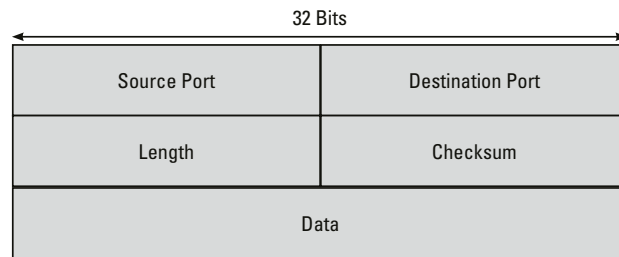 32 Bits
Source Port
Destination Port
Length
Checksum
Data